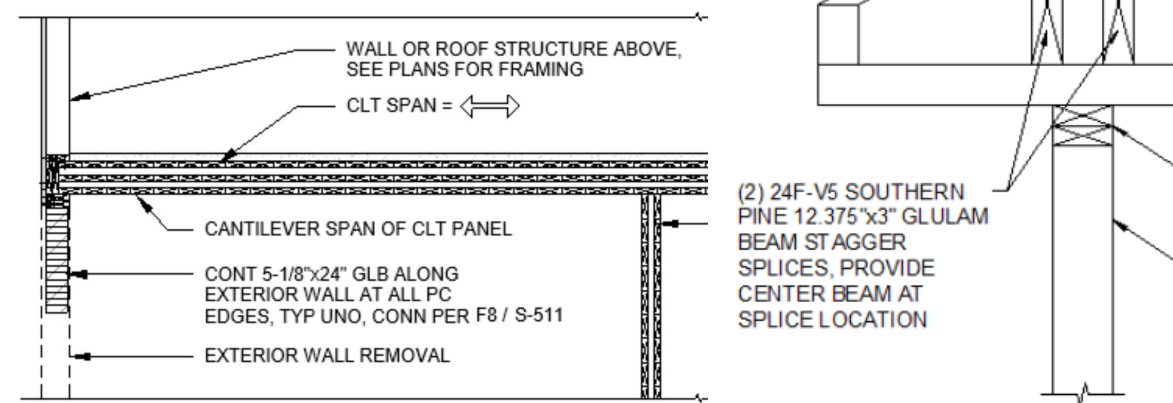 WALL OR ROOF STRUCTURE ABOVE,
SEE PLANS FOR FRAMING
CLT SPAN =
CANTILEVER SPAN OF CLT PANEL
CONT 5-1/8"x24" GLB ALONG
EXTERIOR WALL AT ALL PC
EDGES, TYP UNO, CONN PER F8 / S-511
EXTERIOR WALL REMOVAL
(2) 24F-V5 SOUTHERN
PINE 12.375"x3" GLULAM
BEAM STAGGER
SPLICES, PROVIDE
CENTER BEAM AT
SPLICE LOCATION